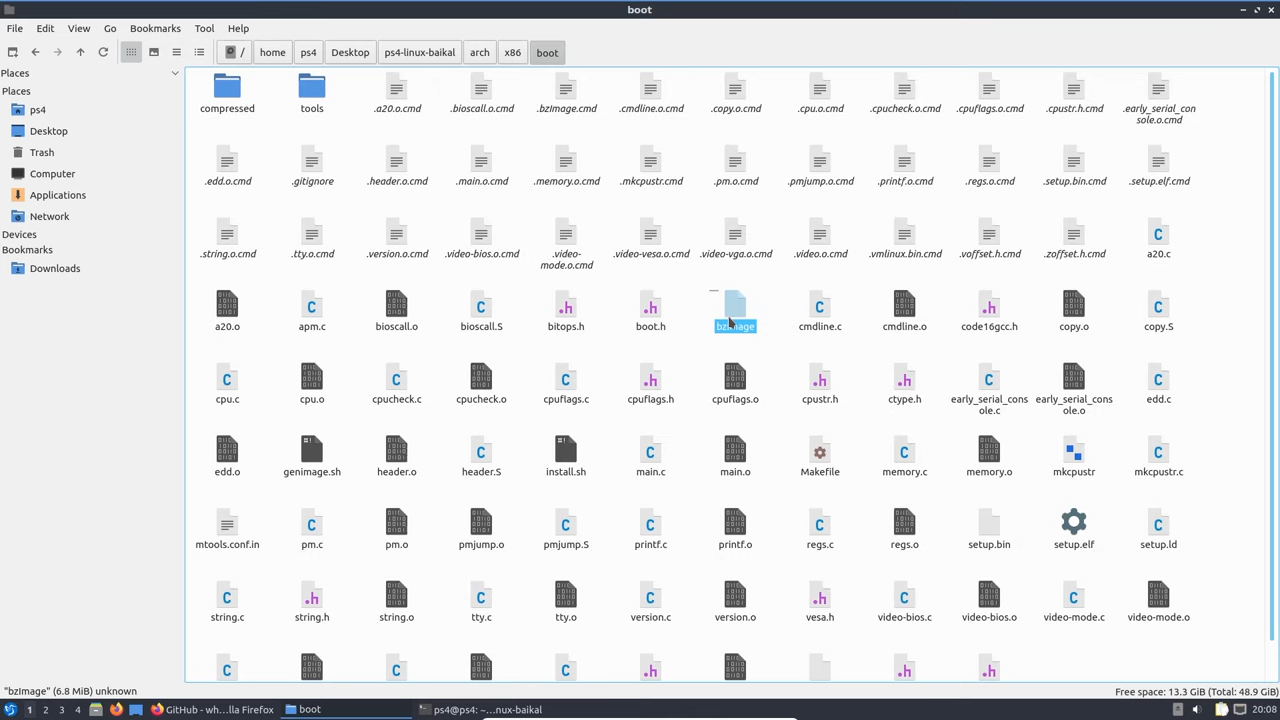 boot
File Edit View Go Bookmarks Tool Help
/ home ps4 Desktop ps4-linux-baikal arch x86 boot
Places
Places
ps4
Desktop
Trash
Computer
Applications
Network
Devices
Bookmarks
Downloads
compressed tools .a20.o.cmd .bioscall.o.cmd .bzImage.cmd .cmdline.o.cmd .copy.o.cmd .cpu.o.cmd .cpucheck.o.cmd .cpuflags.o.cmd .cpustr.h.cmd .early_serial_con
sole.o.cmd
.edd.o.cmd .gitignore .header.o.cmd .main.o.cmd .memory.o.cmd .mkcpustr.cmd .pm.o.cmd .pmjump.o.cmd .printf.o.cmd .regs.o.cmd .setup.bin.cmd .setup.elf.cmd
.string.o.cmd .tty.o.cmd .version.o.cmd .video-bios.o.cmd .video- .video-vesa.o.cmd .video-vga.o.cmd .video.o.cmd .vmlinux.bin.cmd .voffset.h.cmd .zoffset.h.cmd a20.c
mode.o.cmd
a20.o apm.c bioscall.o bioscall.S bitops.h boot.h bzImage cmdline.c cmdline.o code16gcc.h copy.o copy.S
cpu.c cpu.o cpucheck.c cpucheck.o cpuflags.c cpuflags.h cpuflags.o cpustr.h ctype.h early_serial_cons early_serial_cons edd.c
ole.c ole.o
edd.o genimage.sh header.o header.S install.sh main.c main.o Makefile memory.c memory.o mkcpustr mkcpustr.c
mtools.conf.in pm.c pm.o pmjump.o pmjump.S printf.c printf.o regs.c regs.o setup.bin setup.elf setup.ld
string.c string.h string.o tty.c tty.o version.c version.o vesa.h video-bios.c video-bios.o video-mode.c video-mode.o
"bzImage" (6.8 MiB) unknown Free space: 13.3 GiB (Total: 48.9 GiB)
1 2 3 4 GitHub - wh...lla Firefox boot ps4@ps4: ~...nux-baikal 20:08